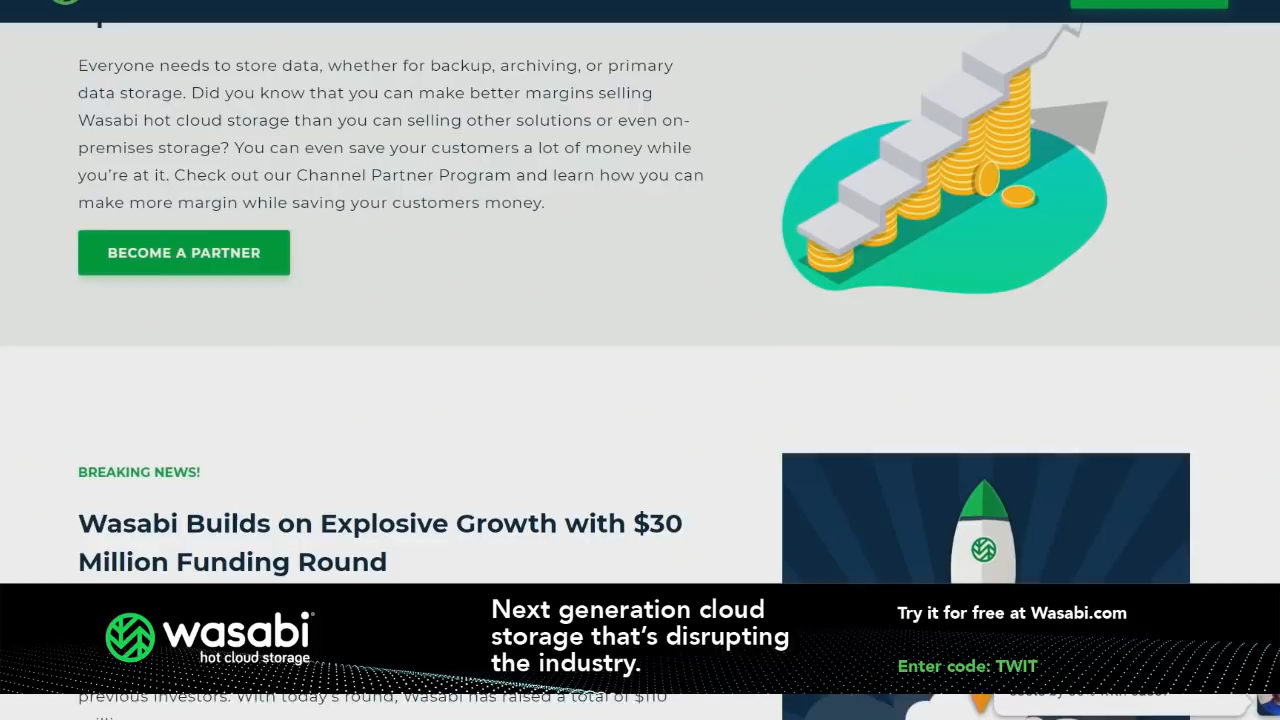 Everyone needs to store data, whether for backup, archiving, or primary
data storage. Did you know that you can make better margins selling
Wasabi hot cloud storage than you can selling other solutions or even on-
premises storage? You can even save your customers a lot of money while
you're at it. Check out our Channel Partner Program and learn how you can
make more margin while saving your customers money.
BECOME A PARTNER
BREAKING NEWS!
Wasabi Builds on Explosive Growth with $30
Million Funding Round
wasabi
hot cloud storage
Next generation cloud
storage that's disrupting
the industry.
Try it for free at Wasabi.com
Enter code: TWIT
previous investors. With today's round, Wasabi has raised a total of $110